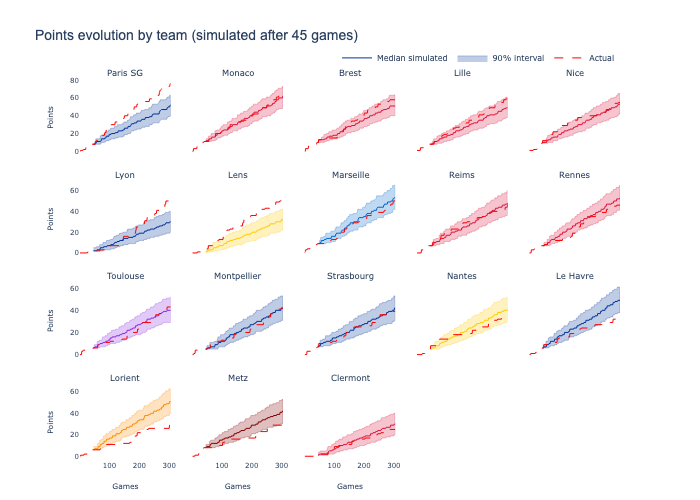 Points evolution by team (simulated after 45 games)
Median simulated 90% interval Actual
Paris SG Monaco Brest Lille Nice
80
60
40
20
0
Points
Lyon Lens Marseille Reims Rennes
60
40
20
0
Points
Toulouse Montpellier Strasbourg Nantes Le Havre
60
40
20
0
Points
Lorient Metz Clermont
60
40
20
0
Points
100 200 300 100 200 300 100 200 300
Games Games Games